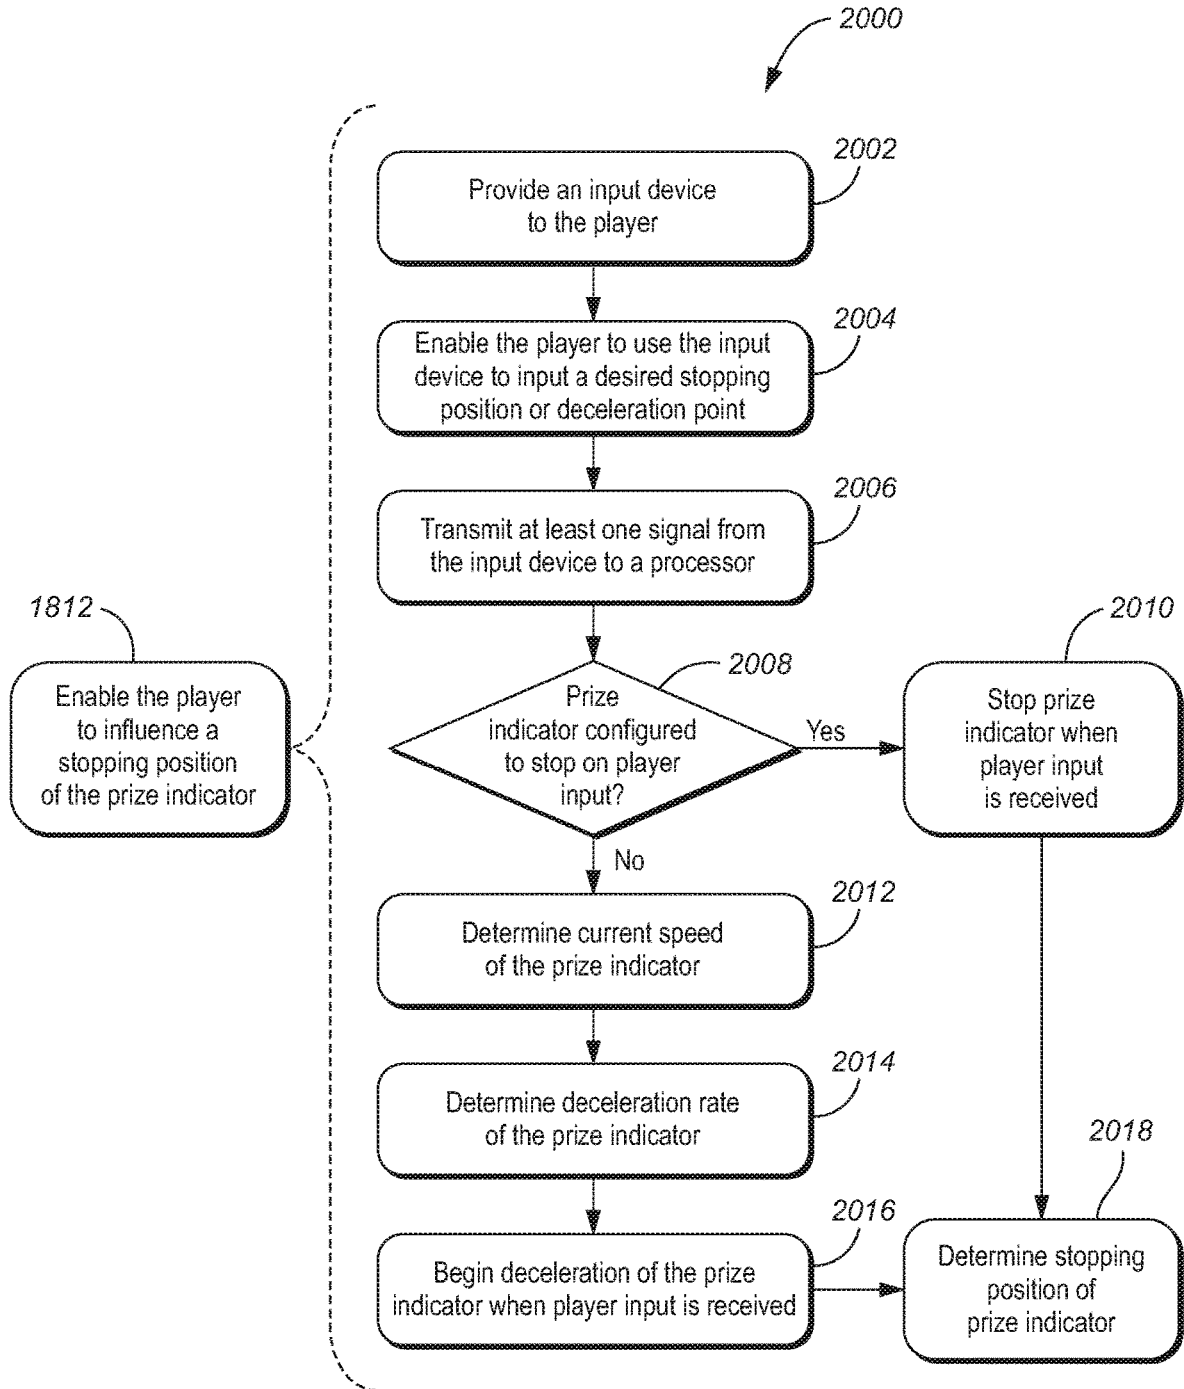 2000
2002
Provide an input device
to the player
2004
Enable the player to use the input
device to input a desired stopping
position or deceleration point
2006
Transmit at least one signal from
the input device to a processor
1812
Enable the player
to influence a
stopping position
of the prize indicator
2008
Prize
indicator configured
to stop on player
input?
Yes
2010
Stop prize
indicator when
player input
is received
No
2012
Determine current speed
of the prize indicator
2014
Determine deceleration rate
of the prize indicator
2016
Begin deceleration of the prize
indicator when player input is received
2018
Determine stopping
position of
prize indicator